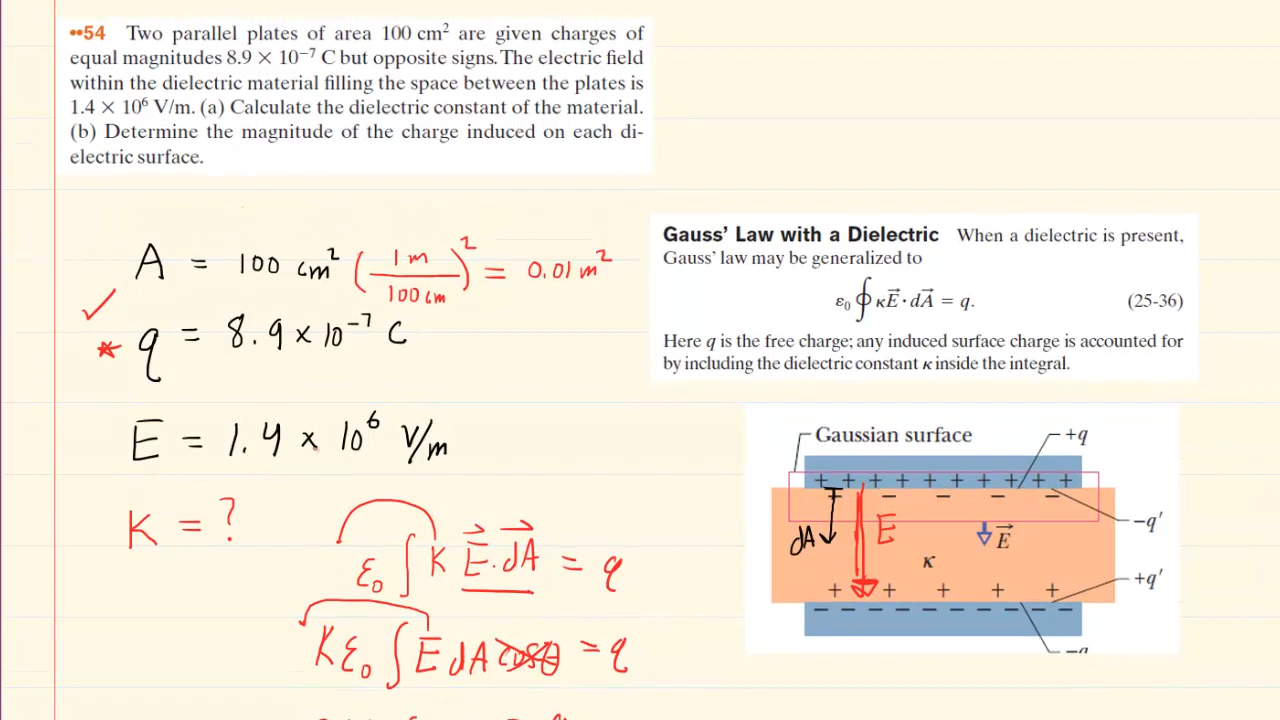 ••54 Two parallel plates of area 100 cm² are given charges of
equal magnitudes 8.9 × 10⁻⁷ C but opposite signs. The electric field
within the dielectric material filling the space between the plates is
1.4 × 10⁶ V/m. (a) Calculate the dielectric constant of the material.
(b) Determine the magnitude of the charge induced on each di-
electric surface.
A = 100 cm² (1m / 100 cm)² = 0.01 m²
q = 8.9 × 10⁻⁷ C
E = 1.4 × 10⁶ V/m
K = ?
ε₀ ∫ K E⃗ · dA⃗ = q
Kε₀ ∫ E dA cosθ = q
Gauss' Law with a Dielectric When a dielectric is present,
Gauss' law may be generalized to
ε₀ ∮ κE⃗ · dA⃗ = q. (25-36)
Here q is the free charge; any induced surface charge is accounted for
by including the dielectric constant κ inside the integral.
Gaussian surface
+q
+ + + + + + + + + +
− − − −
−q'
dA
E
E⃗
κ
+q'
+ + + + +
− − − − − − − − − −